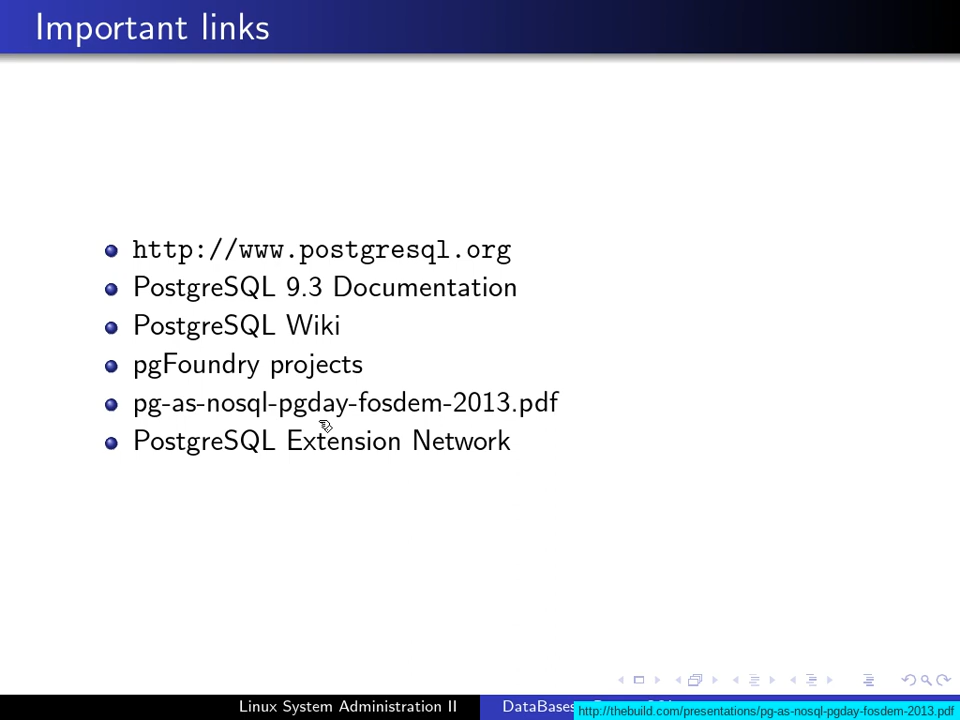 Important links
http://www.postgresql.org
PostgreSQL 9.3 Documentation
PostgreSQL Wiki
pgFoundry projects
pg-as-nosql-pgday-fosdem-2013.pdf
PostgreSQL Extension Network
Linux System Administration II
DataBases
http://thebuild.com/presentations/pg-as-nosql-pgday-fosdem-2013.pdf